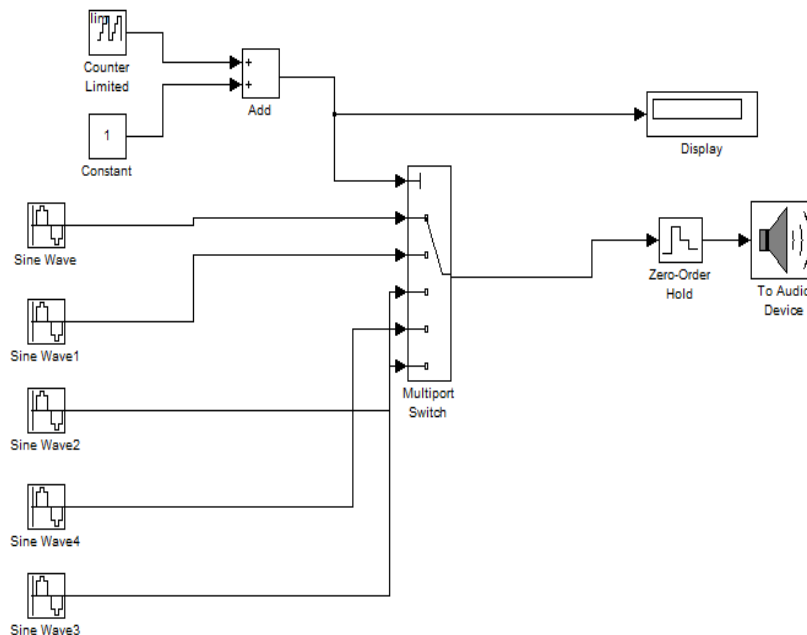 lim
Counter
Limited
Add
1
Constant
Display
Sine Wave
Sine Wave1
Sine Wave2
Sine Wave4
Sine Wave3
Multiport
Switch
Zero-Order
Hold
To Audio
Device